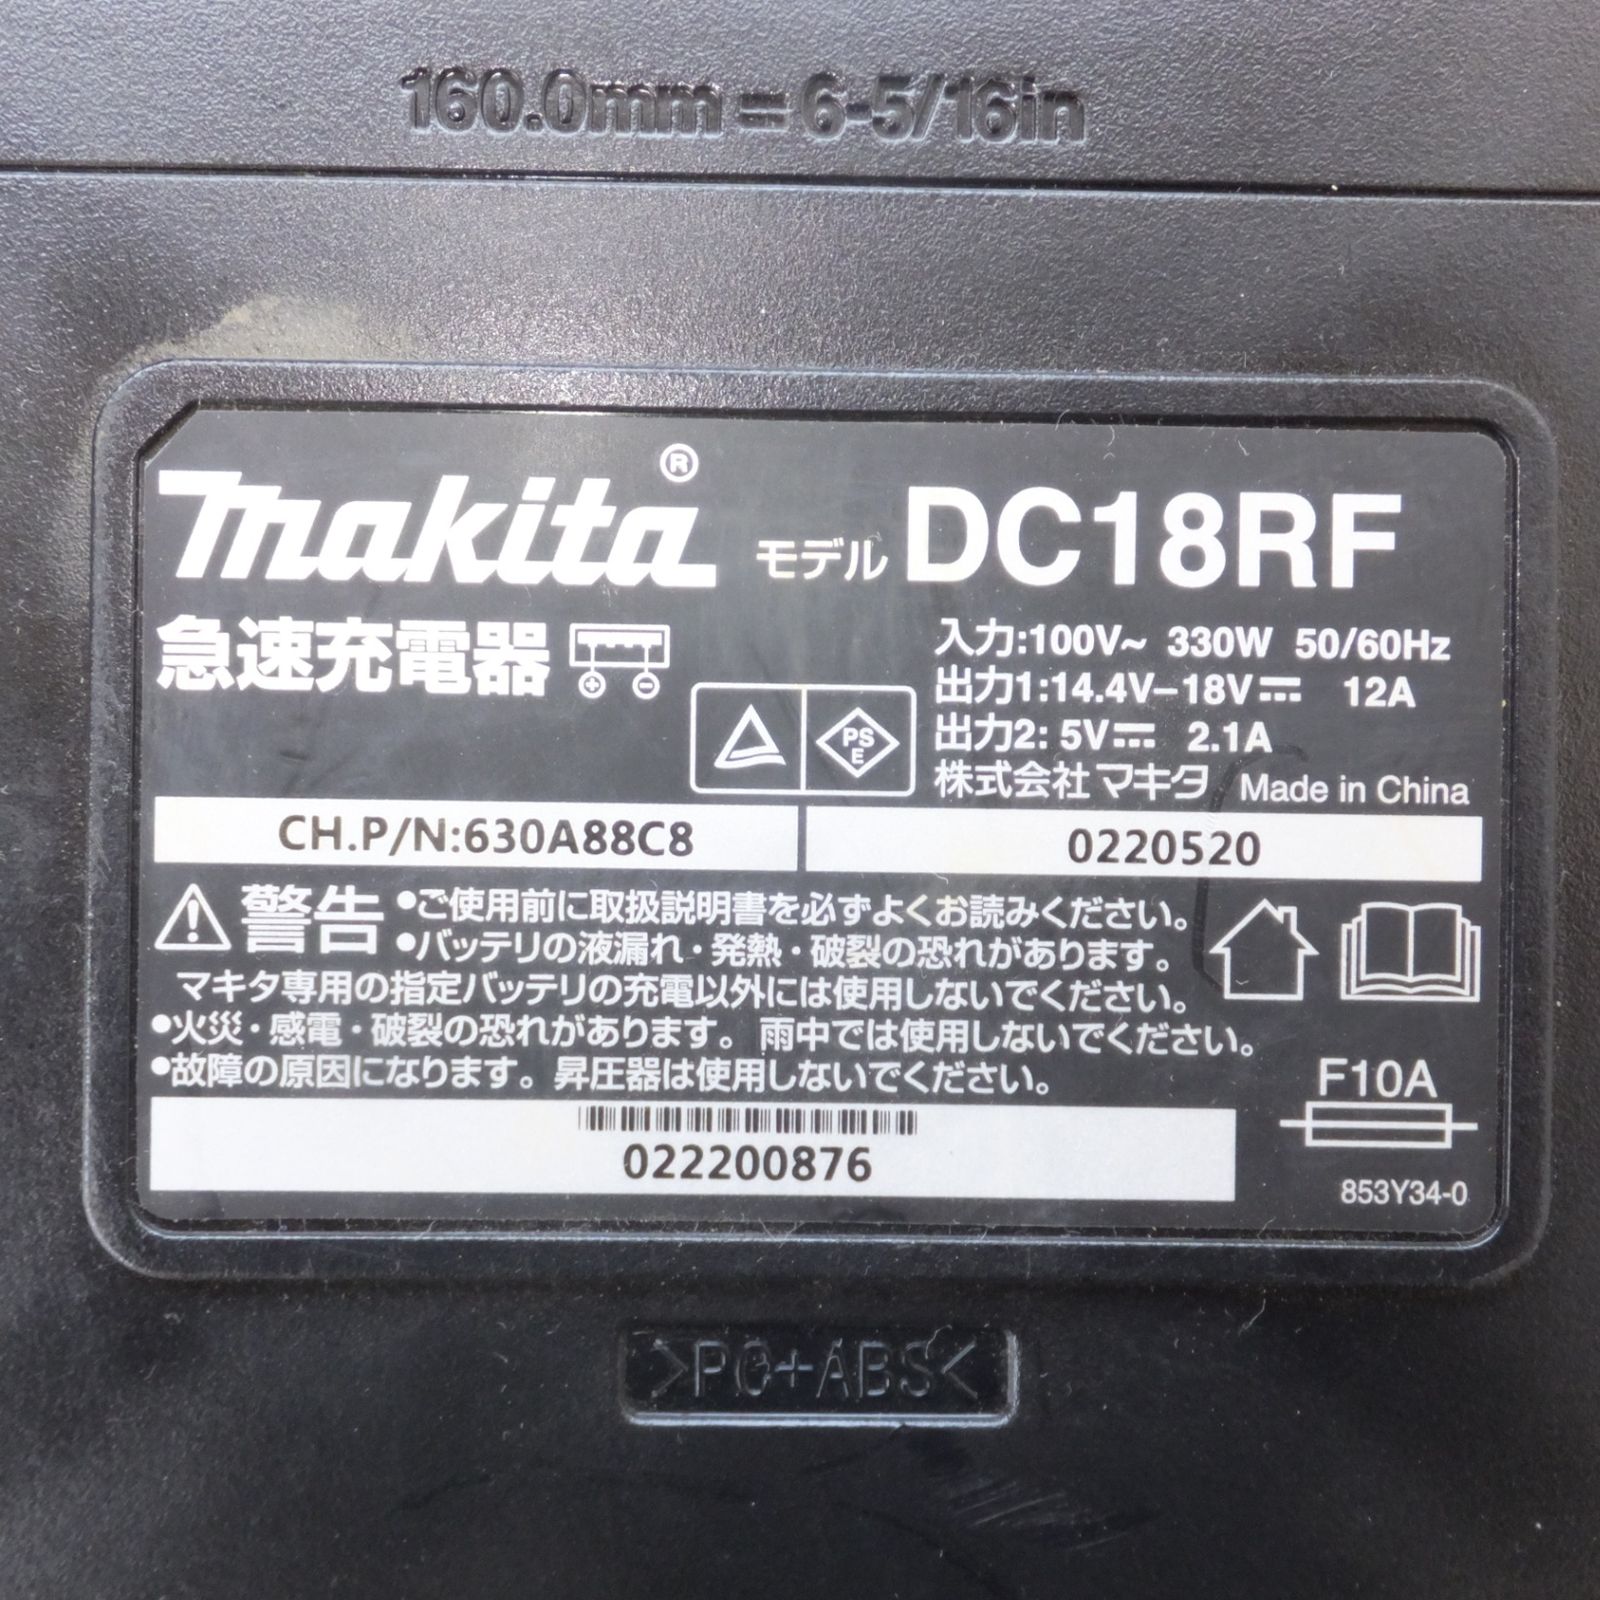 160.0mm = 6-5/16in
makita®
モデル DC18RF
急速充電器
入力:100V~ 330W 50/60Hz
出力1:14.4V–18V⎓ 12A
出力2: 5V⎓ 2.1A
PSE
株式会社マキタ Made in China
CH.P/N:630A88C8
0220520
警告 •ご使用前に取扱説明書を必ずよくお読みください。
•バッテリの液漏れ・発熱・破裂の恐れがあります。
マキタ専用の指定バッテリの充電以外には使用しないでください。
•火災・感電・破裂の恐れがあります。雨中では使用しないでください。
•故障の原因になります。昇圧器は使用しないでください。
F10A
022200876
853Y34-0
>PC+ABS<